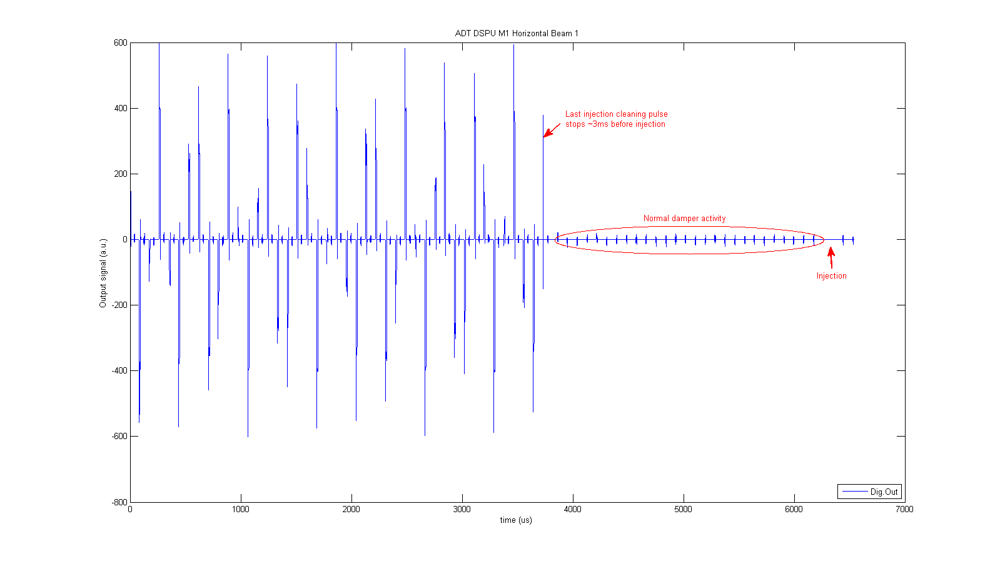 ADT DSPU M1 Horizontal Beam 1
600
400
200
0
-200
-400
-600
-800
Output signal (a.u.)
Last injection cleaning pulse
stops ~3ms before injection
Normal damper activity
Injection
Dig.Out
0
1000
2000
3000
4000
5000
6000
7000
time (us)